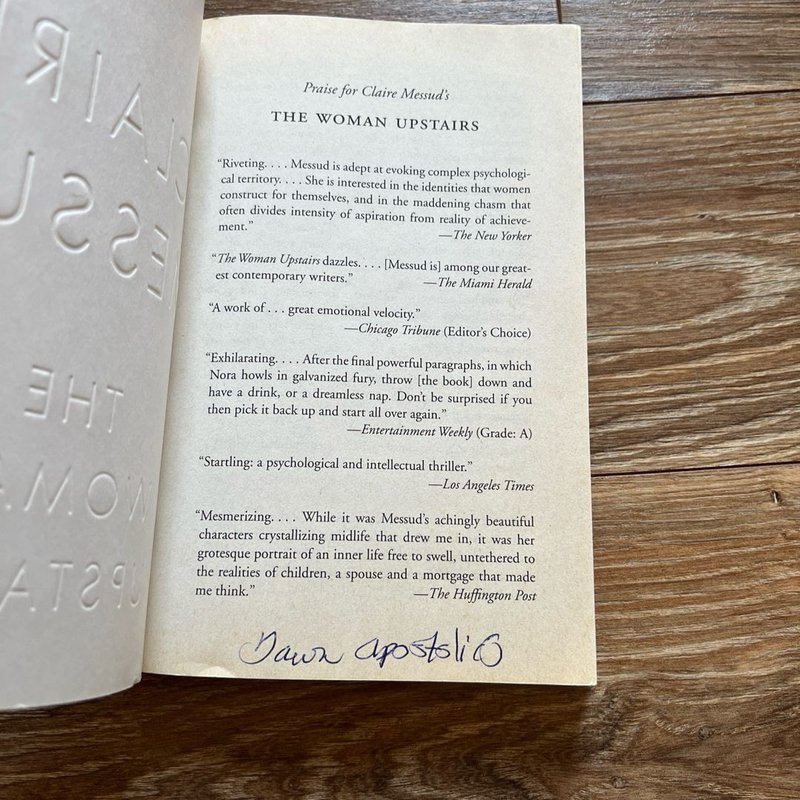 CLAIR
ESSU
THE
WOMA
UPSTA
Praise for Claire Messud's
THE WOMAN UPSTAIRS
“Riveting. . . . Messud is adept at evoking complex psychologi-
cal territory. . . . She is interested in the identities that women
construct for themselves, and in the maddening chasm that
often divides intensity of aspiration from reality of achieve-
ment.”
—The New Yorker
“The Woman Upstairs dazzles. . . . [Messud is] among our great-
est contemporary writers.”
—The Miami Herald
“A work of . . . great emotional velocity.”
—Chicago Tribune (Editor’s Choice)
“Exhilarating. . . . After the final powerful paragraphs, in which
Nora howls in galvanized fury, throw [the book] down and
have a drink, or a dreamless nap. Don’t be surprised if you
then pick it back up and start all over again.”
—Entertainment Weekly (Grade: A)
“Startling: a psychological and intellectual thriller.”
—Los Angeles Times
“Mesmerizing. . . . While it was Messud’s achingly beautiful
characters crystallizing midlife that drew me in, it was her
grotesque portrait of an inner life free to swell, untethered to
the realities of children, a spouse and a mortgage that made
me think.”
—The Huffington Post
Dawn Apostolico